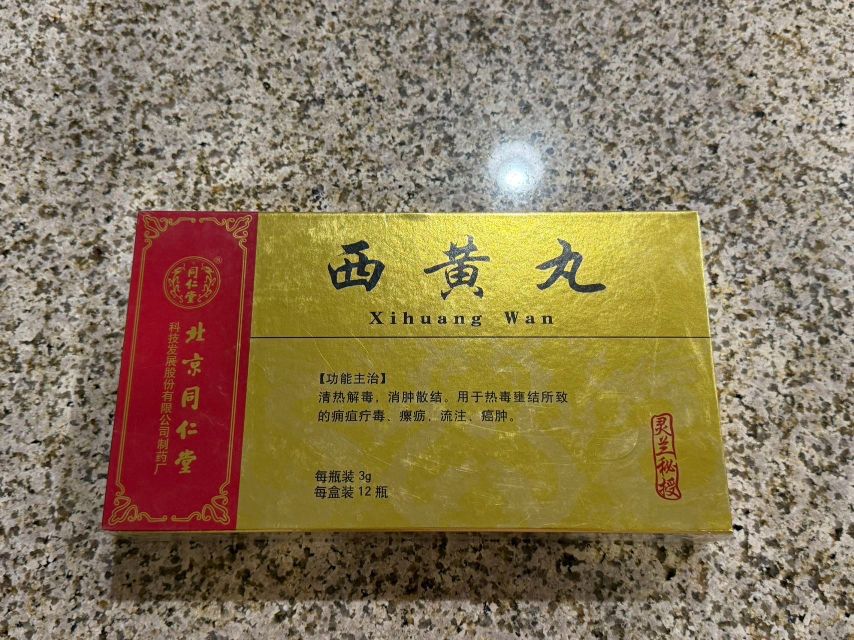 同仁堂
®
北京同仁堂
科技发展股份有限公司制药厂
西黄丸
Xihuang Wan
【功能主治】
清热解毒，消肿散结。用于热毒壅结所致
的痈疽疔毒、瘰疬，流注、癌肿。
每瓶装 3g
每盒装 12 瓶
灵兰秘授